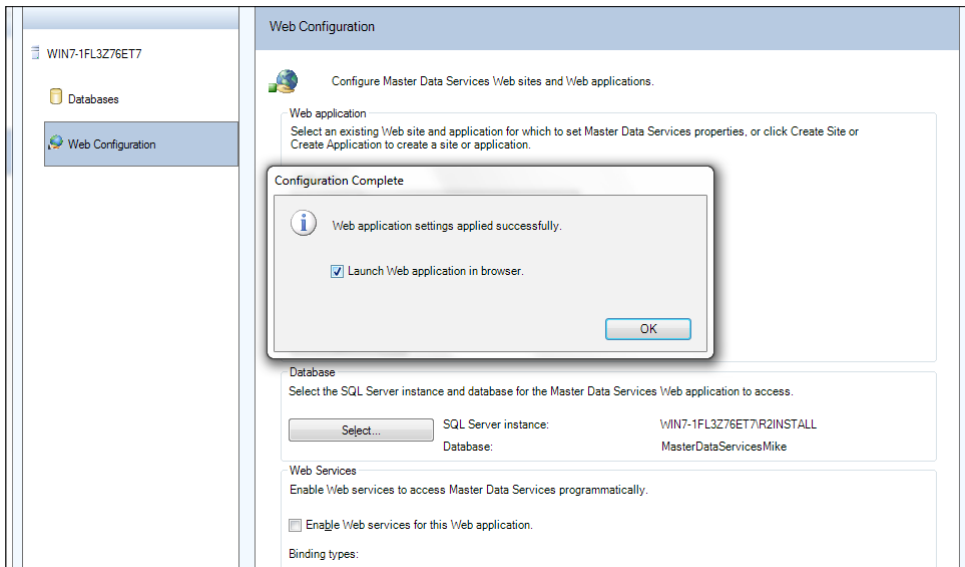 Web Configuration
WIN7-1FL3Z76ET7
Databases
Web Configuration
Configure Master Data Services Web sites and Web applications.
Web application
Select an existing Web site and application for which to set Master Data Services properties, or click Create Site or
Create Application to create a site or application.
Configuration Complete
Web application settings applied successfully.
Launch Web application in browser.
OK
Database
Select the SQL Server instance and database for the Master Data Services Web application to access.
Select...
SQL Server instance: WIN7-1FL3Z76ET7\R2INSTALL
Database: MasterDataServicesMike
Web Services
Enable Web services to access Master Data Services programmatically.
Enable Web services for this Web application.
Binding types: